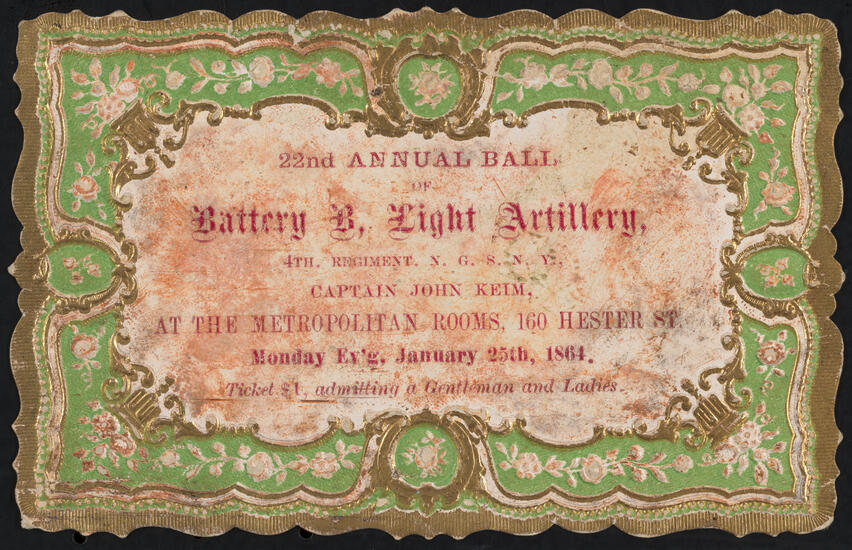 22nd ANNUAL BALL
OF
Battery B, Light Artillery,
4TH. REGIMENT. N. G. S. N. Y.,
CAPTAIN JOHN KEIM,
AT THE METROPOLITAN ROOMS, 160 HESTER ST.
Monday Ev'g, January 25th, 1864.
Ticket $1, admitting a Gentleman and Ladies.